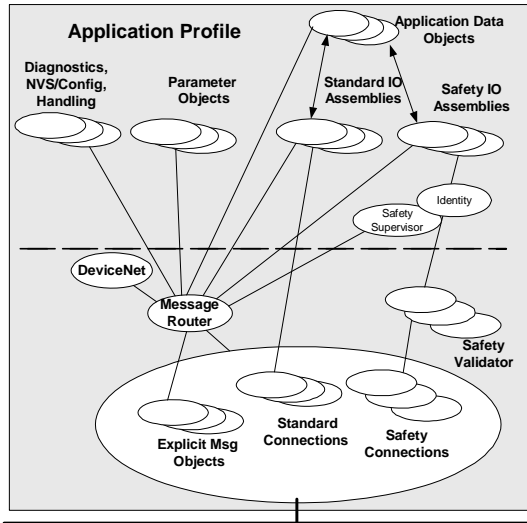 Application Profile
Application Data
Objects
Diagnostics,
NVS/Config,
Handling
Parameter
Objects
Standard IO
Assemblies
Safety IO
Assemblies
Identity
Safety
Supervisor
DeviceNet
Message
Router
Safety
Validator
Explicit Msg
Objects
Standard
Connections
Safety
Connections